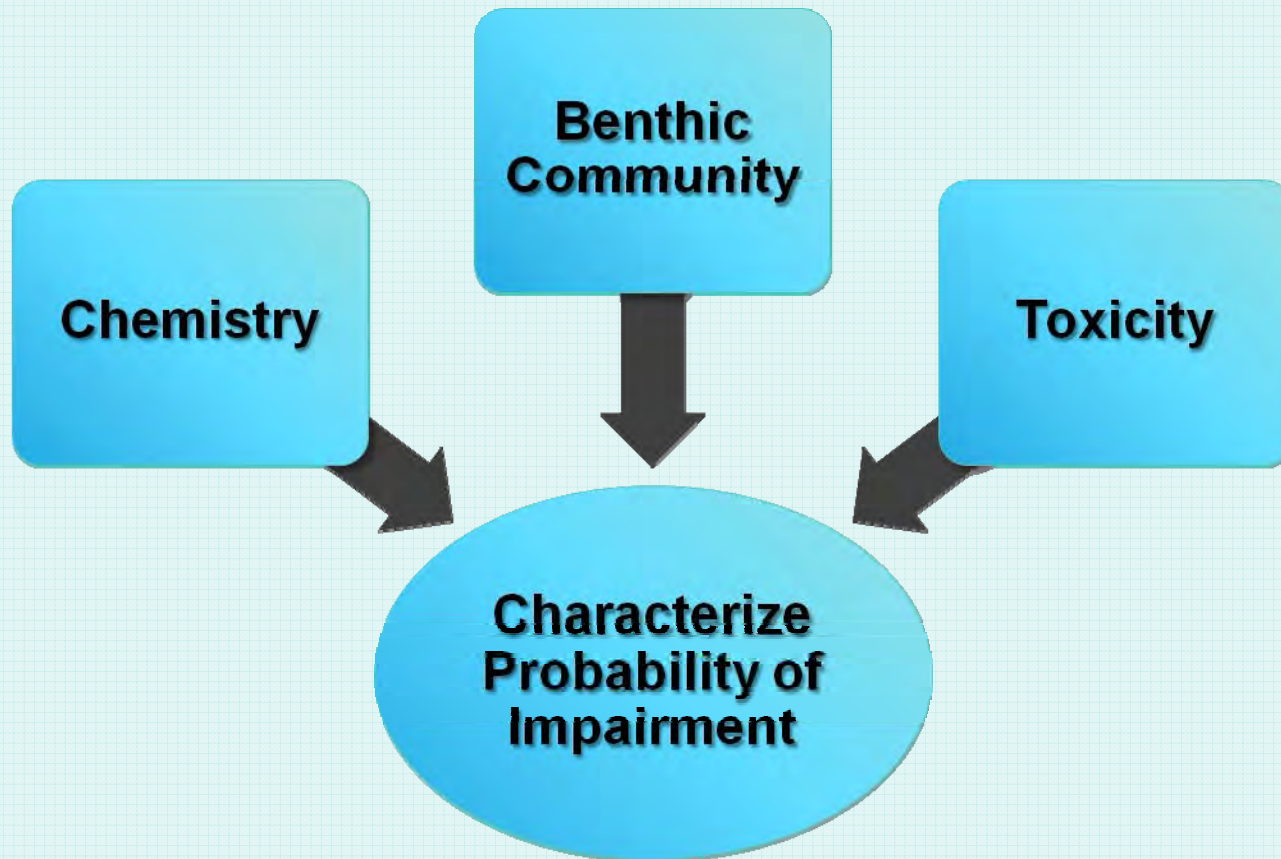 Benthic
Community
Chemistry
Toxicity
Characterize
Probability of
Impairment